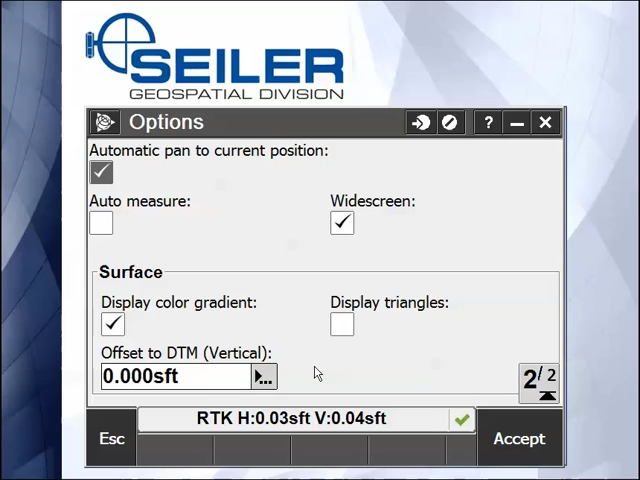 SEILER
GEOSPATIAL DIVISION
Options
?
Automatic pan to current position:
Auto measure:
Widescreen:
Surface
Display color gradient:
Display triangles:
Offset to DTM (Vertical):
0.000sft
2/2
RTK H:0.03sft V:0.04sft
Esc
Accept